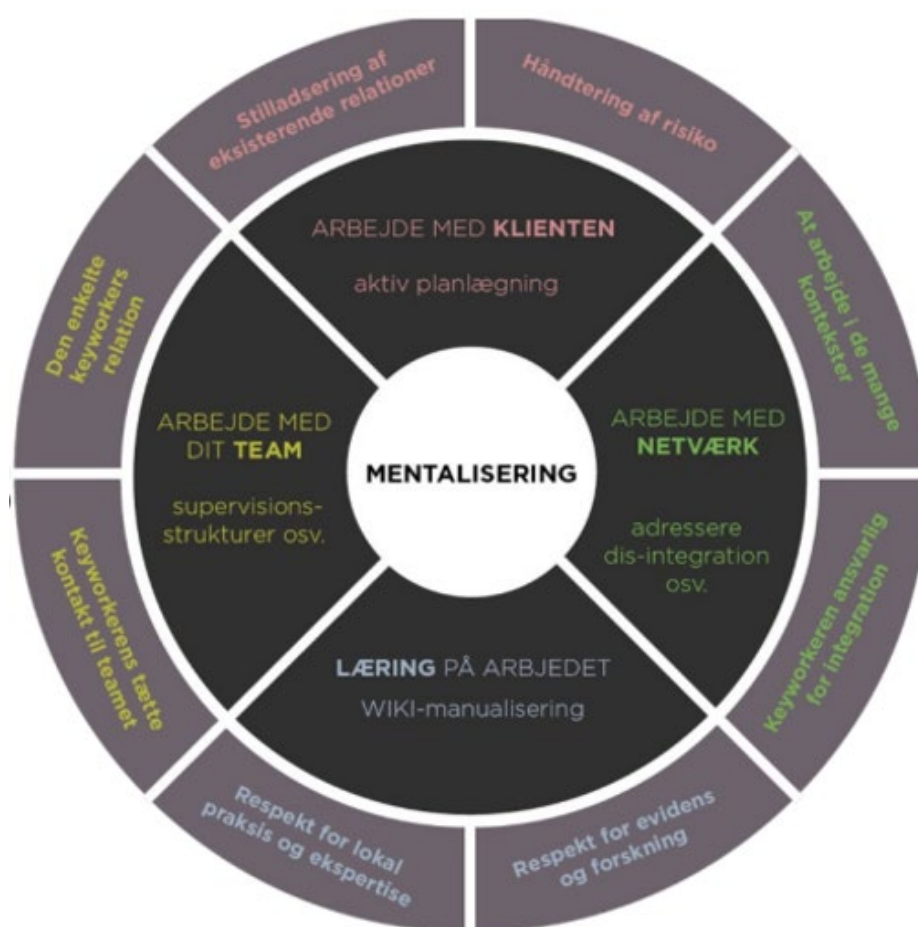 Stilladsering af
eksisterende relationer
Håndtering af risiko
At arbejde i de mange
kontekster
Keyworkeren ansvarlig
for integration
Respekt for evidens
og forskning
Respekt for lokal
praksis og ekspertise
Keyworkerens tætte
kontakt til teamet
Den enkelte
keyworkers
relation
ARBEJDE MED KLIENTEN
aktiv planlægning
ARBEJDE MED
DIT TEAM
supervisions-
strukturer osv.
MENTALISERING
ARBEJDE MED
NETVÆRK
adressere
dis-integration
osv.
LÆRING PÅ ARBJEDET
WIKI-manualisering